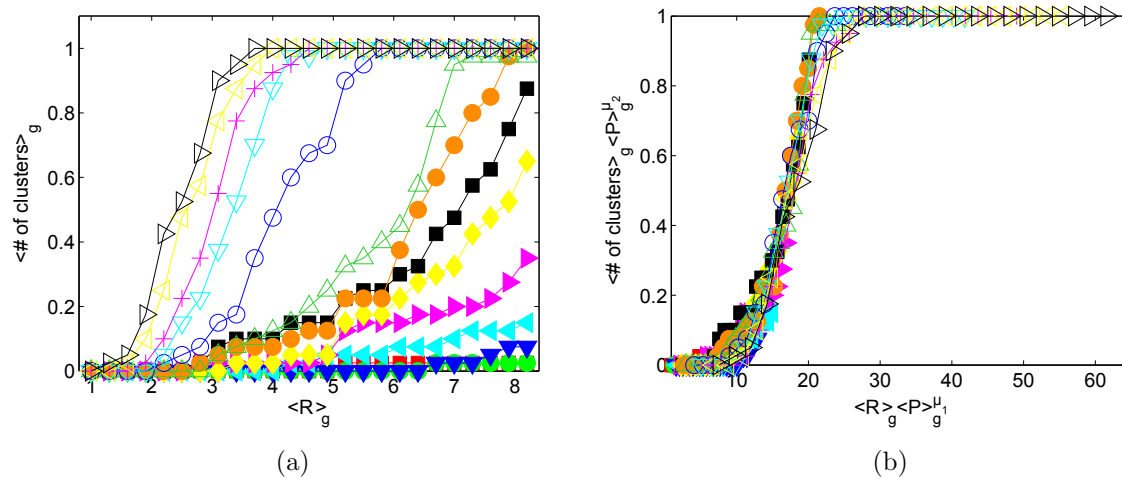 1
0.8
0.6
0.4
0.2
0
<# of clusters>g
1 2 3 4 5 6 7 8
<R>g
(a)
1
0.8
0.6
0.4
0.2
0
<# of clusters>g<P>g^μ2
10 20 30 40 50 60
<R>g<P>g^μ1
(b)